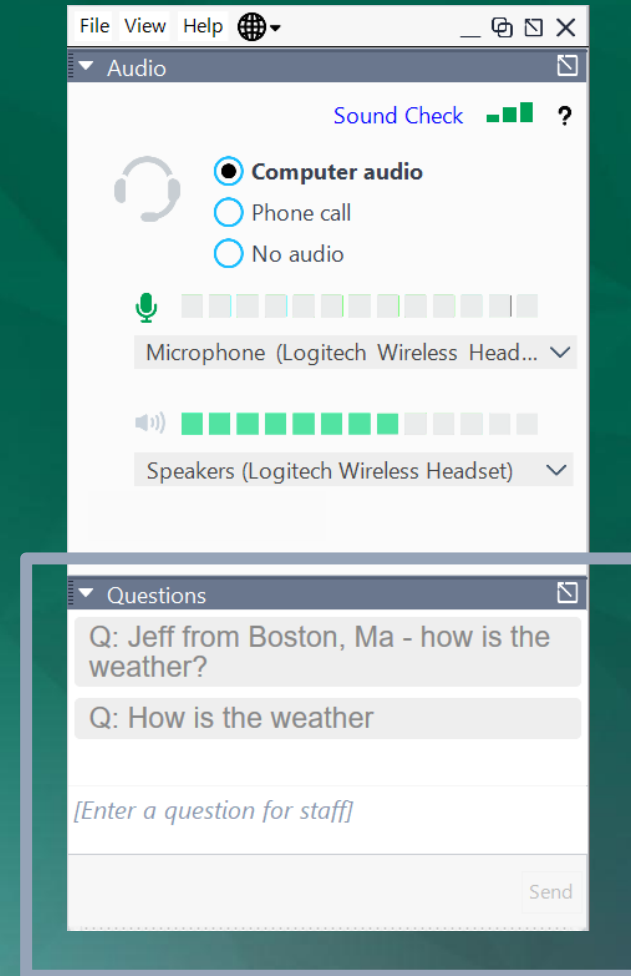 File View Help
Audio
Sound Check ?
Computer audio
Phone call
No audio
Microphone (Logitech Wireless Head...
Speakers (Logitech Wireless Headset)
Questions
Q: Jeff from Boston, Ma - how is the
weather?
Q: How is the weather
[Enter a question for staff]
Send